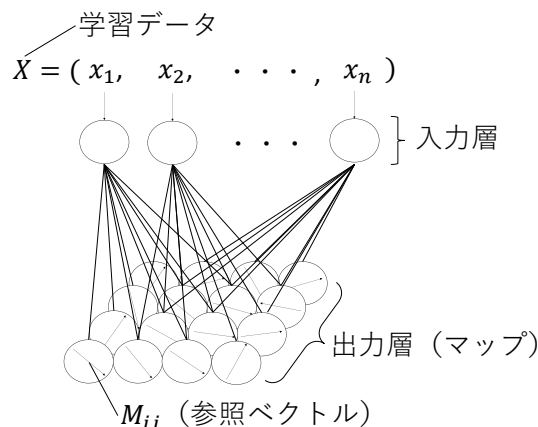 学習データ
X = ( x₁, x₂, ・・・, xₙ )
・・・
入力層
出力層（マップ）
Mᵢⱼ（参照ベクトル）